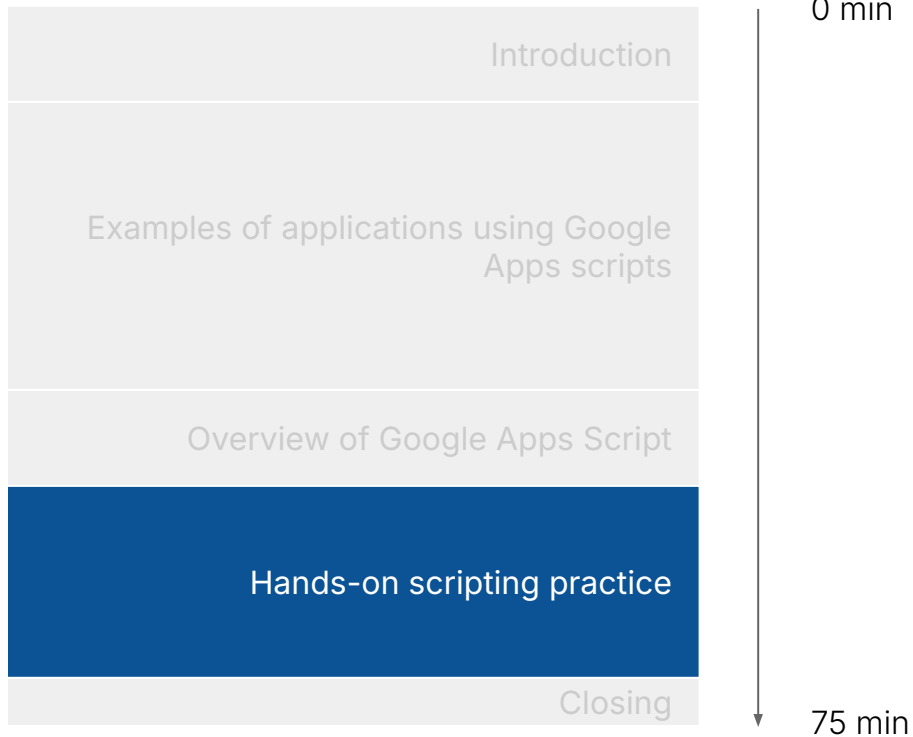 0 min
Introduction
Examples of applications using Google
Apps scripts
Overview of Google Apps Script
Hands-on scripting practice
Closing
75 min